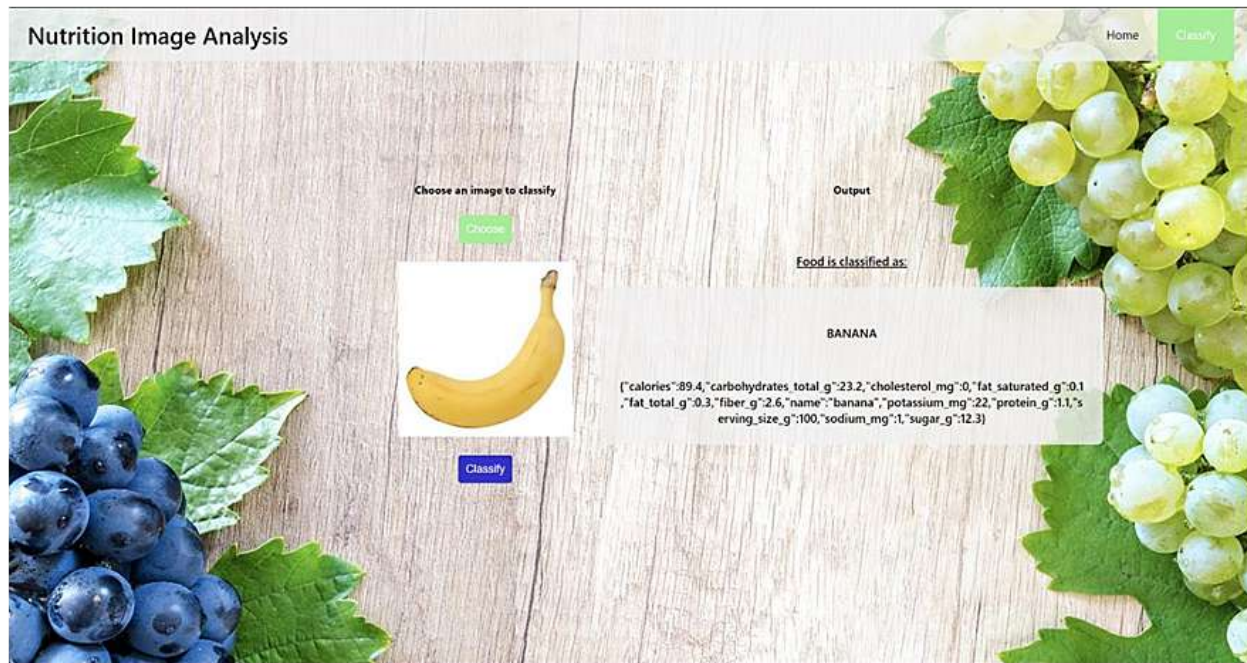 Nutrition Image Analysis
Home
Classify
Choose an image to classify
Choose
Classify
Output
Food is classified as:
BANANA
{"calories":89.4,"carbohydrates_total_g":23.2,"cholesterol_mg":0,"fat_saturated_g":0.1
,"fat_total_g":0.3,"fiber_g":2.6,"name":"banana","potassium_mg":22,"protein_g":1.1,"s
erving_size_g":100,"sodium_mg":1,"sugar_g":12.3}